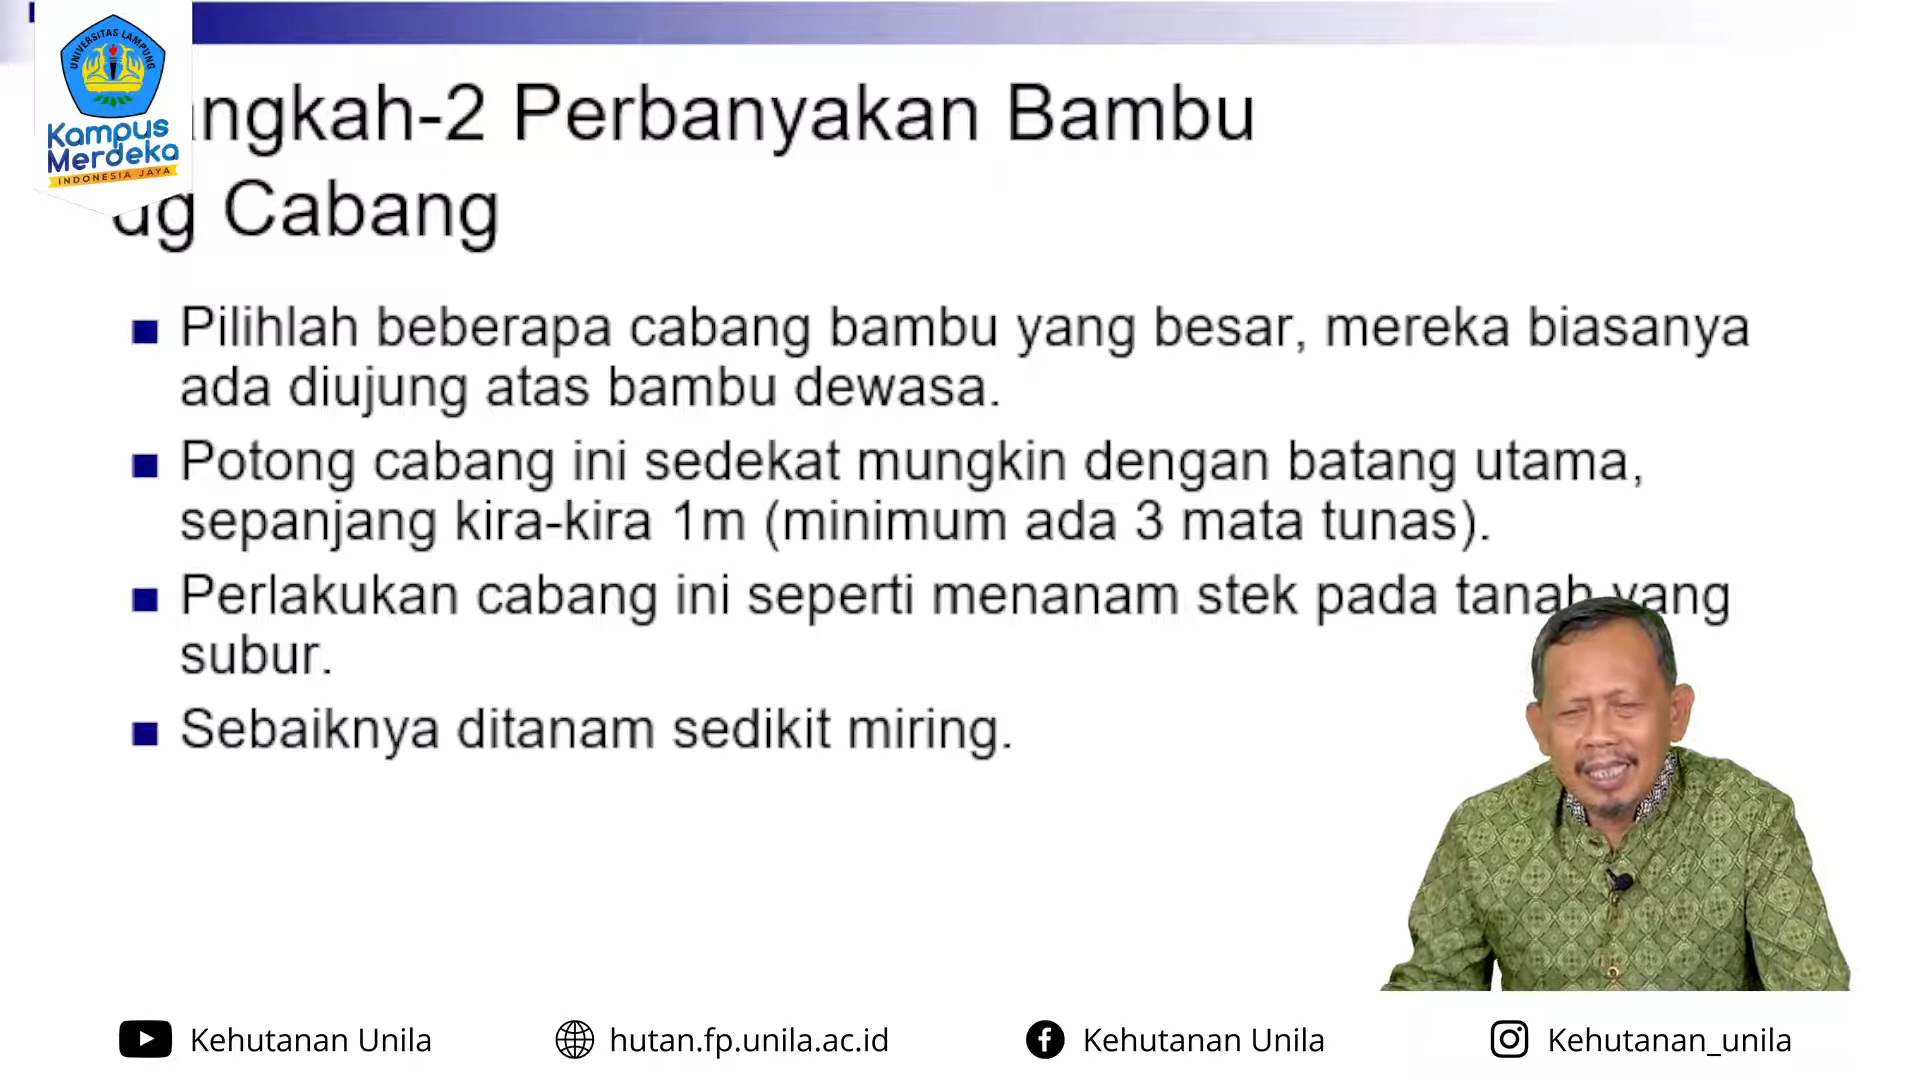 UNIVERSITAS LAMPUNG
Kampus
Merdeka
INDONESIA JAYA
ngkah-2 Perbanyakan Bambu
dg Cabang
Pilihlah beberapa cabang bambu yang besar, mereka biasanya
ada diujung atas bambu dewasa.
Potong cabang ini sedekat mungkin dengan batang utama,
sepanjang kira-kira 1m (minimum ada 3 mata tunas).
Perlakukan cabang ini seperti menanam stek pada tanah yang
subur.
Sebaiknya ditanam sedikit miring.
Kehutanan Unila
hutan.fp.unila.ac.id
Kehutanan Unila
Kehutanan_unila